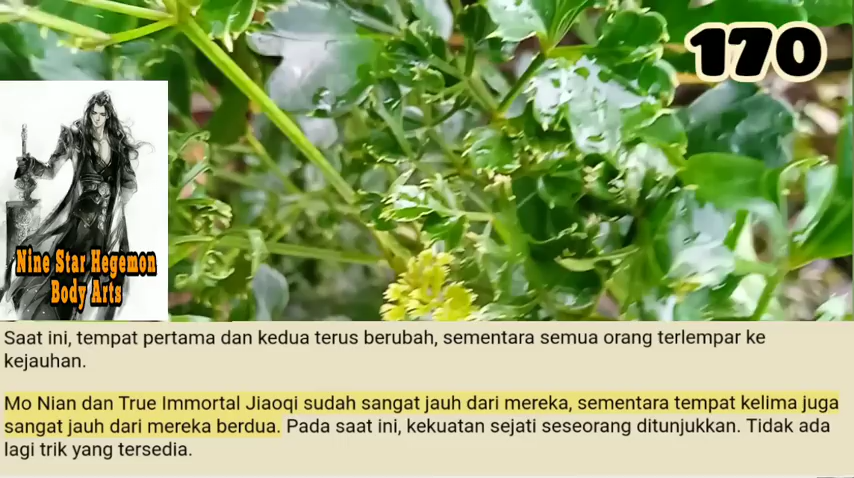 170
Nine Star Hegemon
Body Arts
Saat ini, tempat pertama dan kedua terus berubah, sementara semua orang terlempar ke
kejauhan.
Mo Nian dan True Immortal Jiaoqi sudah sangat jauh dari mereka, sementara tempat kelima juga
sangat jauh dari mereka berdua. Pada saat ini, kekuatan sejati seseorang ditunjukkan. Tidak ada
lagi trik yang tersedia.